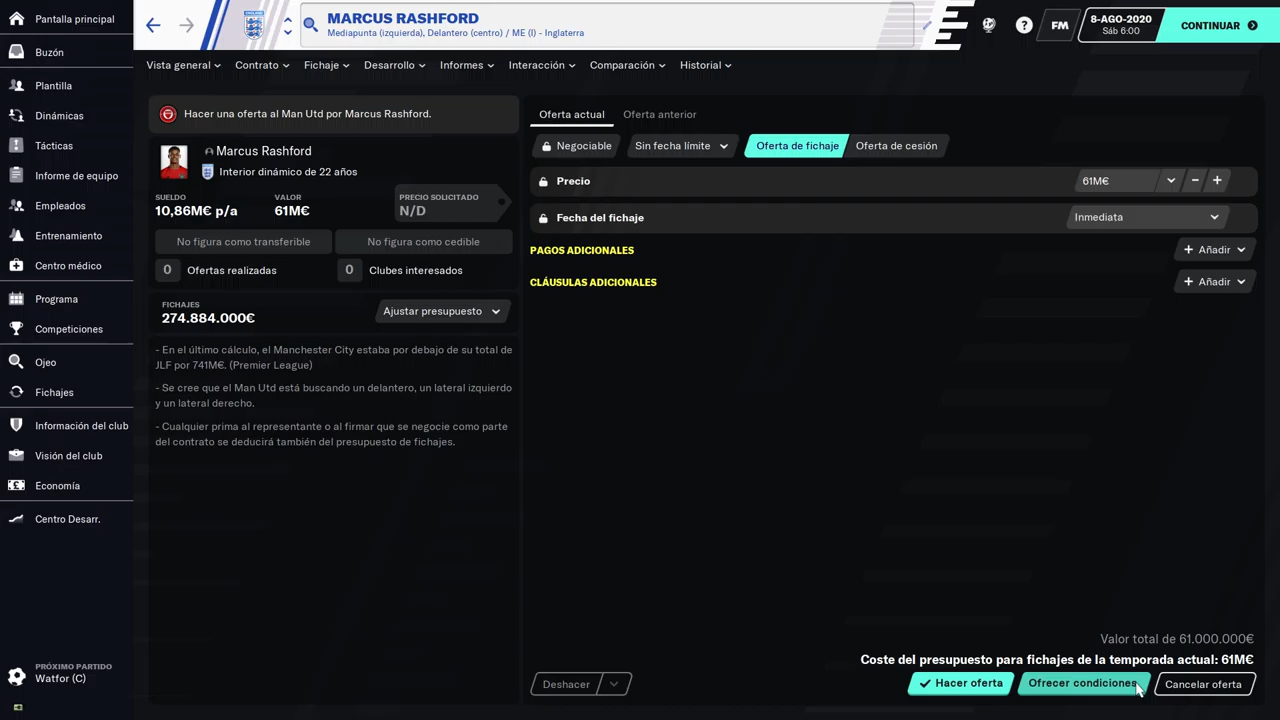 Pantalla principal
Buzón
Plantilla
Dinámicas
Tácticas
Informe de equipo
Empleados
Entrenamiento
Centro médico
Programa
Competiciones
Ojeo
Fichajes
Información del club
Visión del club
Economía
Centro Desarr.
PRÓXIMO PARTIDO
Watfor (C)
MARCUS RASHFORD
Mediapunta (izquierda), Delantero (centro) / ME (I) - Inglaterra
FM
8-AGO-2020
Sáb 6:00
CONTINUAR
Vista general
Contrato
Fichaje
Desarrollo
Informes
Interacción
Comparación
Historial
Hacer una oferta al Man Utd por Marcus Rashford.
Marcus Rashford
Interior dinámico de 22 años
SUELDO
10,86M€ p/a
VALOR
61M€
PRECIO SOLICITADO
N/D
No figura como transferible
No figura como cedible
0 Ofertas realizadas
0 Clubes interesados
FICHAJES
274.884.000€
Ajustar presupuesto
- En el último cálculo, el Manchester City estaba por debajo de su total de
JLF por 741M€. (Premier League)
- Se cree que el Man Utd está buscando un delantero, un lateral izquierdo
y un lateral derecho.
- Cualquier prima al representante o al firmar que se negocie como parte
del contrato se deducirá también del presupuesto de fichajes.
Oferta actual
Oferta anterior
Negociable
Sin fecha límite
Oferta de fichaje
Oferta de cesión
Precio
61M€
- +
Fecha del fichaje
Inmediata
PAGOS ADICIONALES
+ Añadir
CLÁUSULAS ADICIONALES
+ Añadir
Valor total de 61.000.000€
Coste del presupuesto para fichajes de la temporada actual: 61M€
Deshacer
Hacer oferta
Ofrecer condiciones
Cancelar oferta